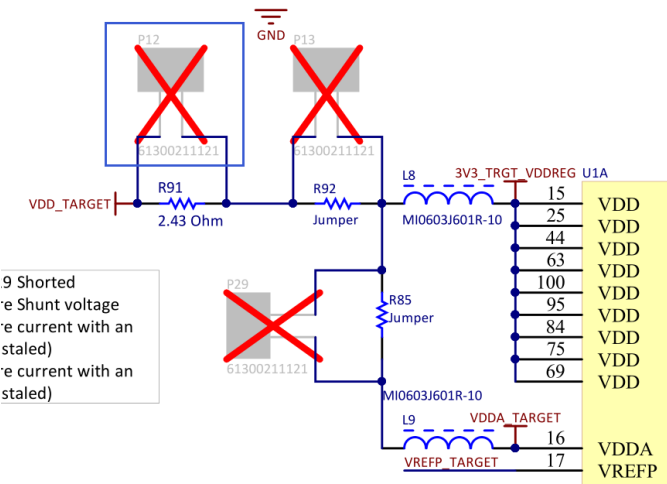 P12
GND
P13
61300211121
61300211121
R91
R92
L8
3V3_TRGT_VDDREG
U1A
VDD_TARGET
2.43 Ohm
Jumper
MI0603J601R-10
15 VDD
25 VDD
44 VDD
63 VDD
100 VDD
95 VDD
84 VDD
75 VDD
69 VDD
.9 Shorted
re Shunt voltage
re current with an
staled)
re current with an
staled)
P29
R85
Jumper
61300211121
MI0603J601R-10
L9
VDDA_TARGET
16 VDDA
VREFP_TARGET
17 VREFP